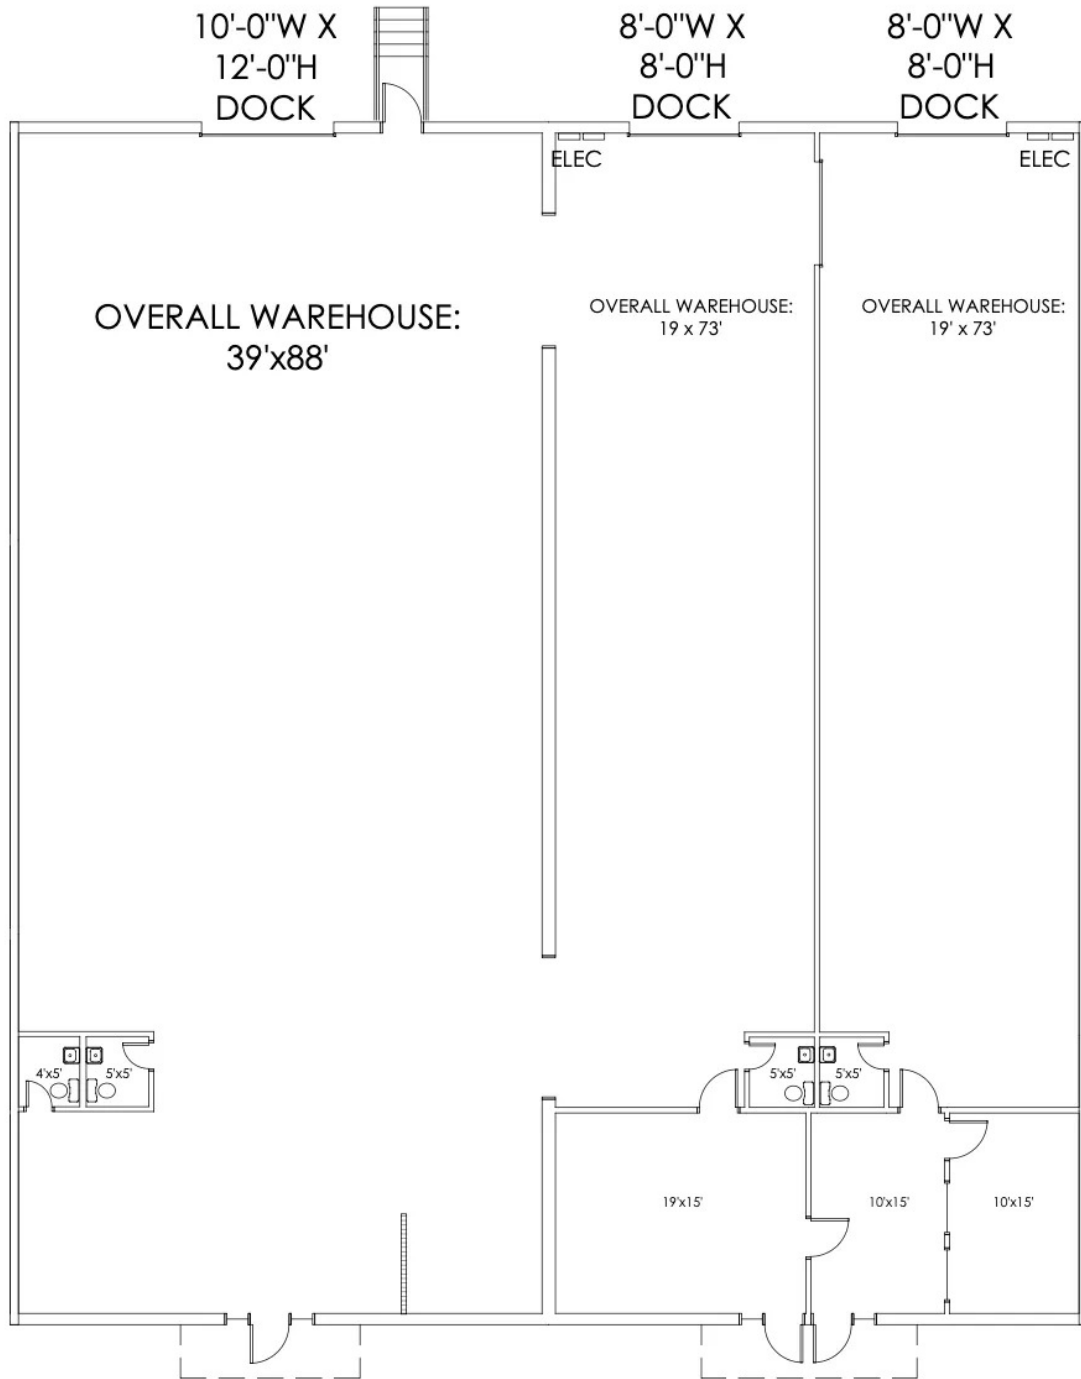 10'-0"W X
12'-0"H
DOCK
8'-0"W X
8'-0"H
DOCK
8'-0"W X
8'-0"H
DOCK
ELEC
ELEC
OVERALL WAREHOUSE:
39'x88'
OVERALL WAREHOUSE:
19 x 73'
OVERALL WAREHOUSE:
19' x 73'
4'x5'
5'x5'
5'x5'
5'x5'
19'x15'
10'x15'
10'x15'